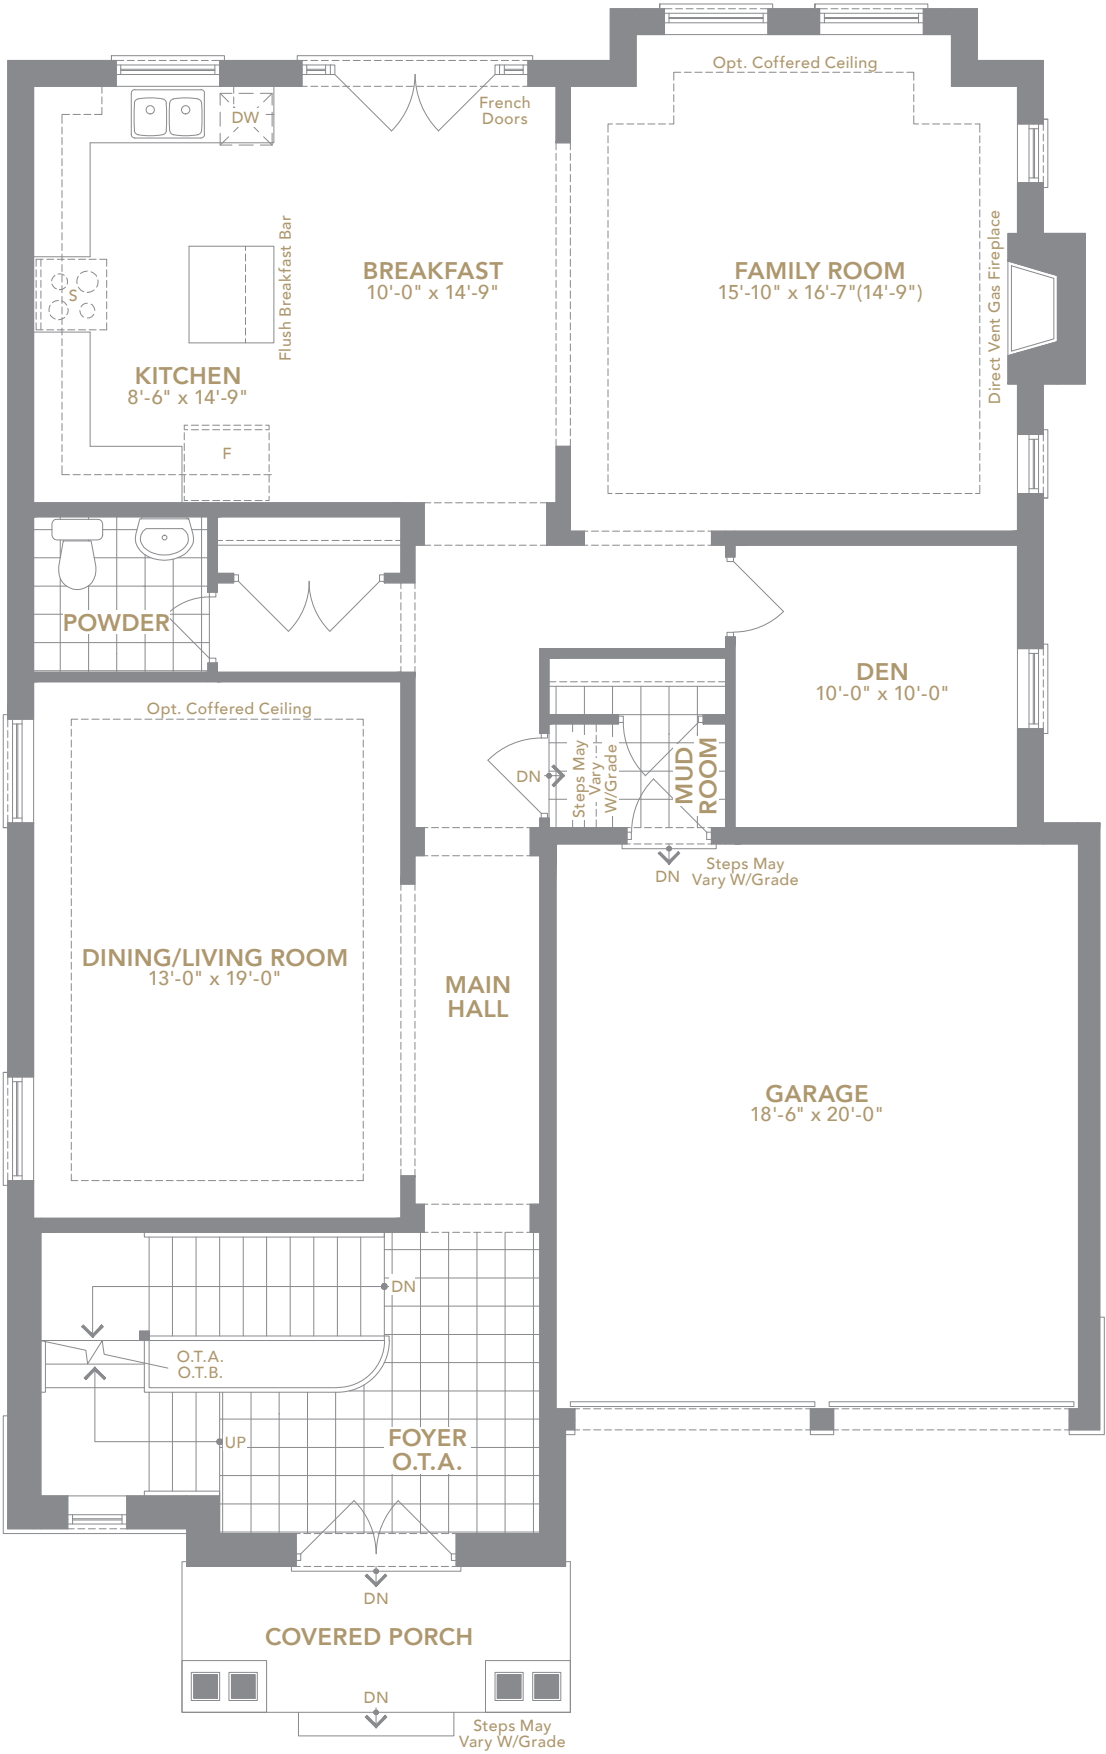 Opt. Coffered Ceiling
French
Doors
DW
Flush Breakfast Bar
BREAKFAST
10'-0" x 14'-9"
FAMILY ROOM
15'-10" x 16'-7"(14'-9")
Direct Vent Gas Fireplace
S
KITCHEN
8'-6" x 14'-9"
F
POWDER
DEN
10'-0" x 10'-0"
Opt. Coffered Ceiling
DN
Steps May
Vary
W/Grade
MUD
ROOM
DN
Steps May
Vary W/Grade
DINING/LIVING ROOM
13'-0" x 19'-0"
MAIN
HALL
GARAGE
18'-6" x 20'-0"
DN
O.T.A.
O.T.B.
UP
FOYER
O.T.A.
DN
COVERED PORCH
DN
Steps May
Vary W/Grade